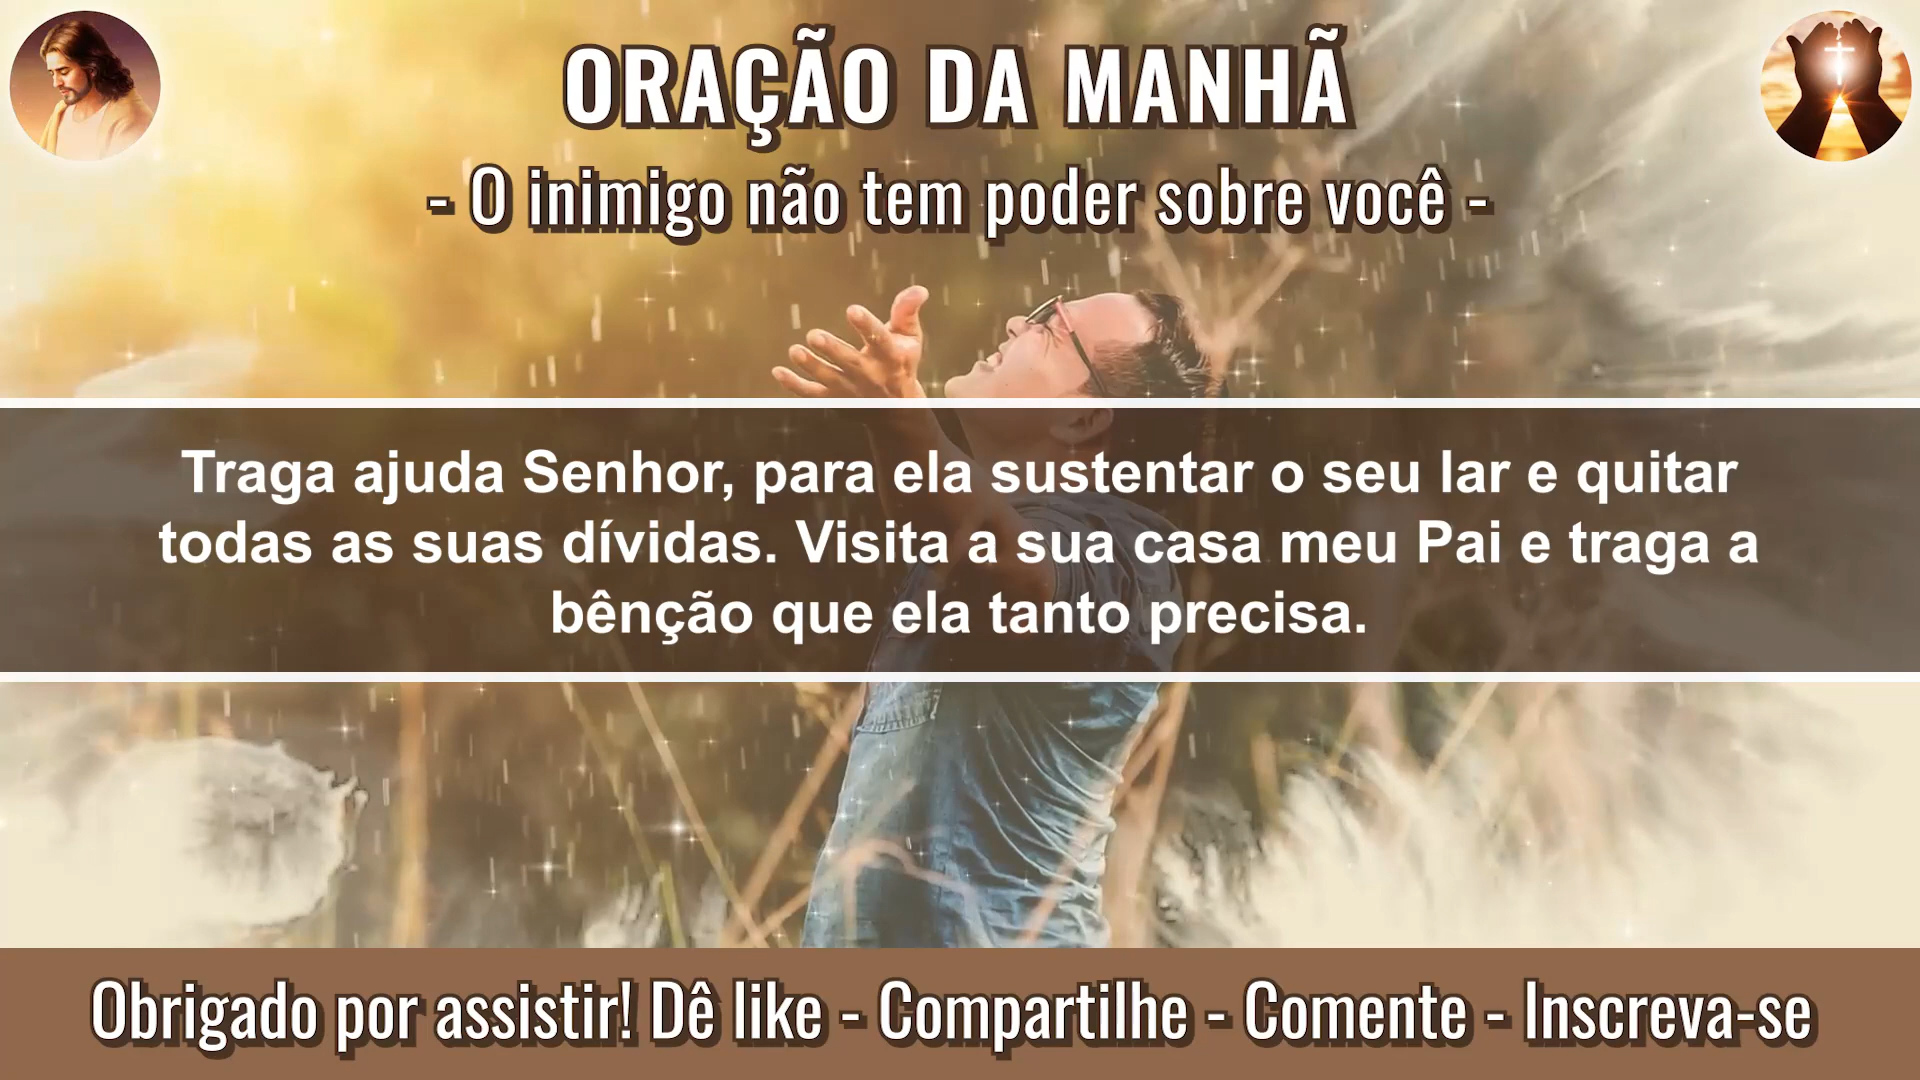 ORAÇÃO DA MANHÃ
- O inimigo não tem poder sobre você -
Traga ajuda Senhor, para ela sustentar o seu lar e quitar
todas as suas dívidas. Visita a sua casa meu Pai e traga a
bênção que ela tanto precisa.
Obrigado por assistir! Dê like - Compartilhe - Comente - Inscreva-se